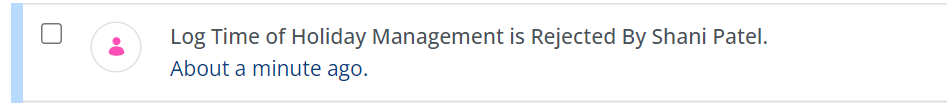 Log Time of Holiday Management is Rejected By Shani Patel.
About a minute ago.